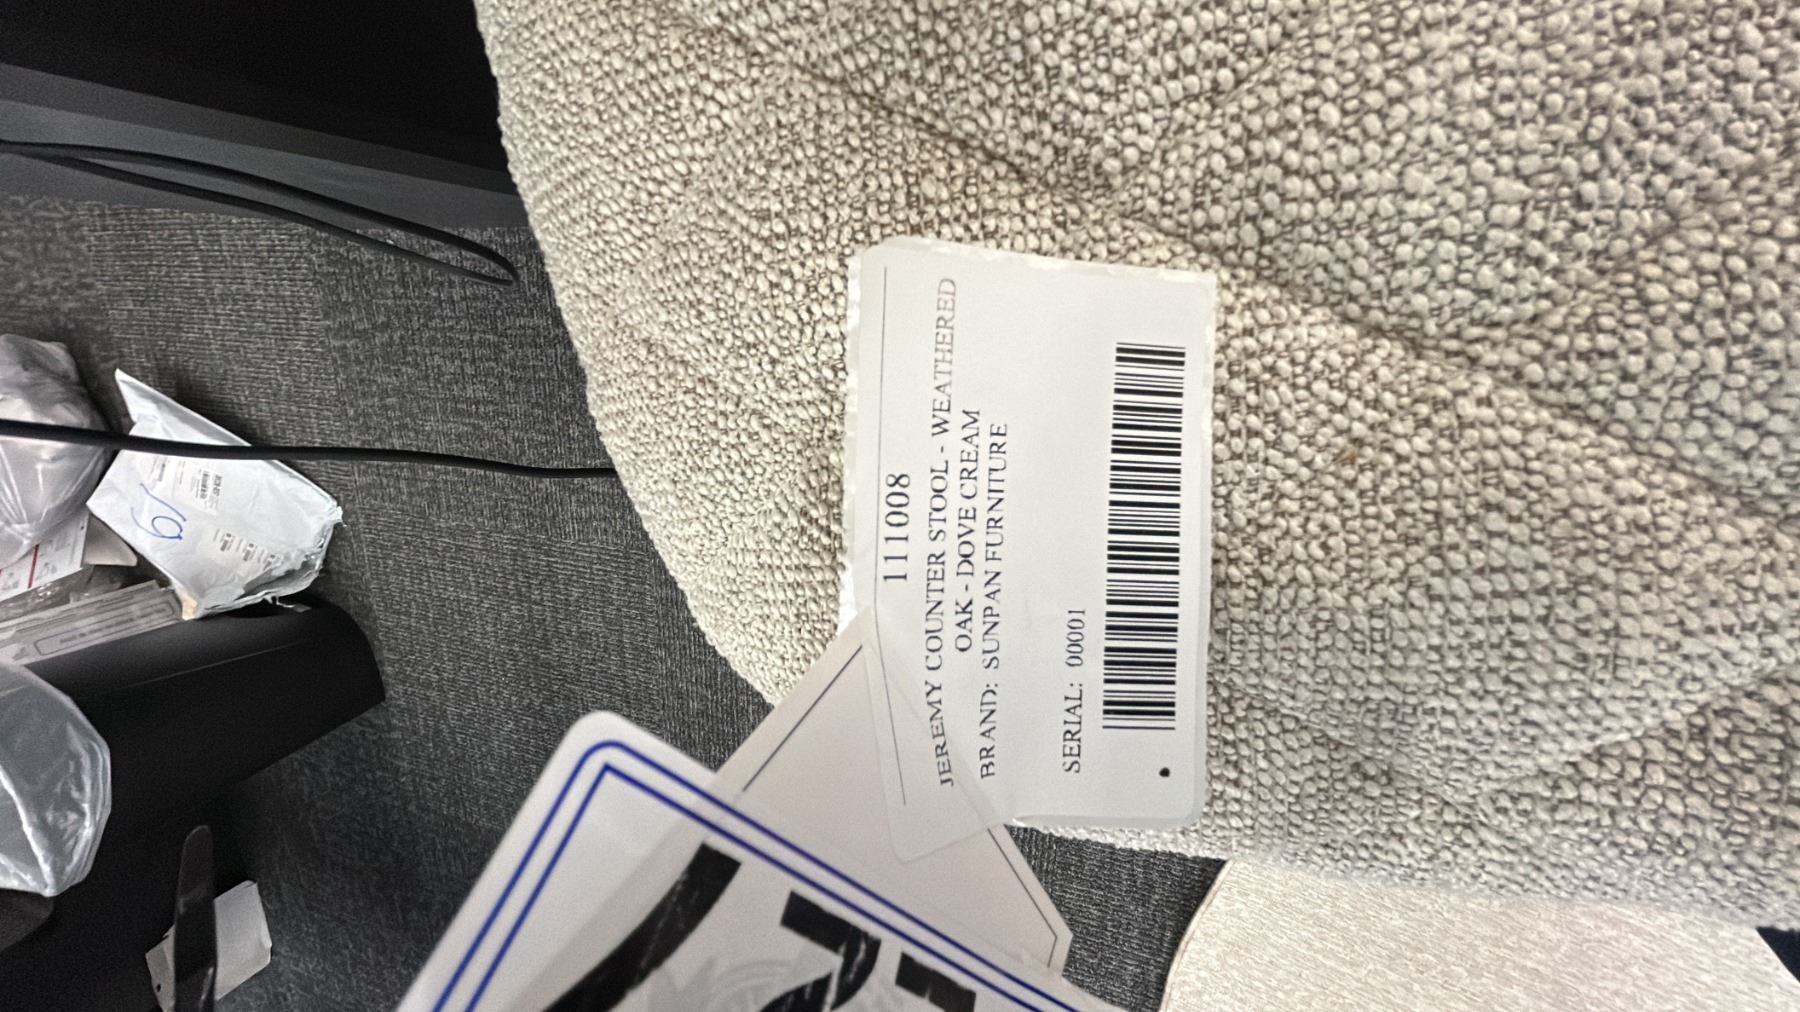 111008
JEREMY COUNTER STOOL - WEATHERED
OAK - DOVE CREAM
BRAND: SUNPAN FURNITURE
SERIAL: 00001